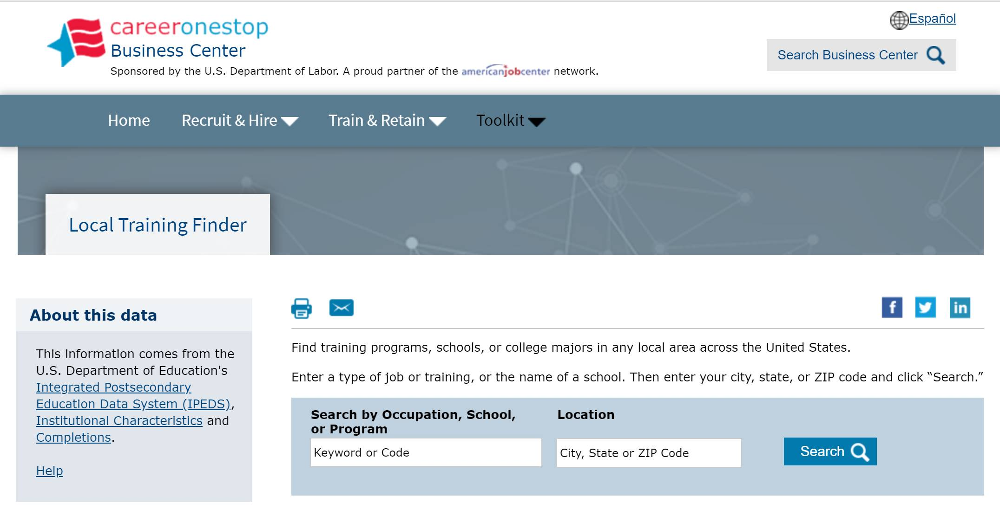 careeronestop
Español
Business Center
Search Business Center
Sponsored by the U.S. Department of Labor. A proud partner of the americanjobcenter network.
Home Recruit & Hire Train & Retain Toolkit
Local Training Finder
About this data
This information comes from the
U.S. Department of Education's
Integrated Postsecondary
Education Data System (IPEDS),
Institutional Characteristics and
Completions.
Help
f in
Find training programs, schools, or college majors in any local area across the United States.
Enter a type of job or training, or the name of a school. Then enter your city, state, or ZIP code and click “Search.”
Search by Occupation, School,
or Program
Keyword or Code
Location
City, State or ZIP Code
Search